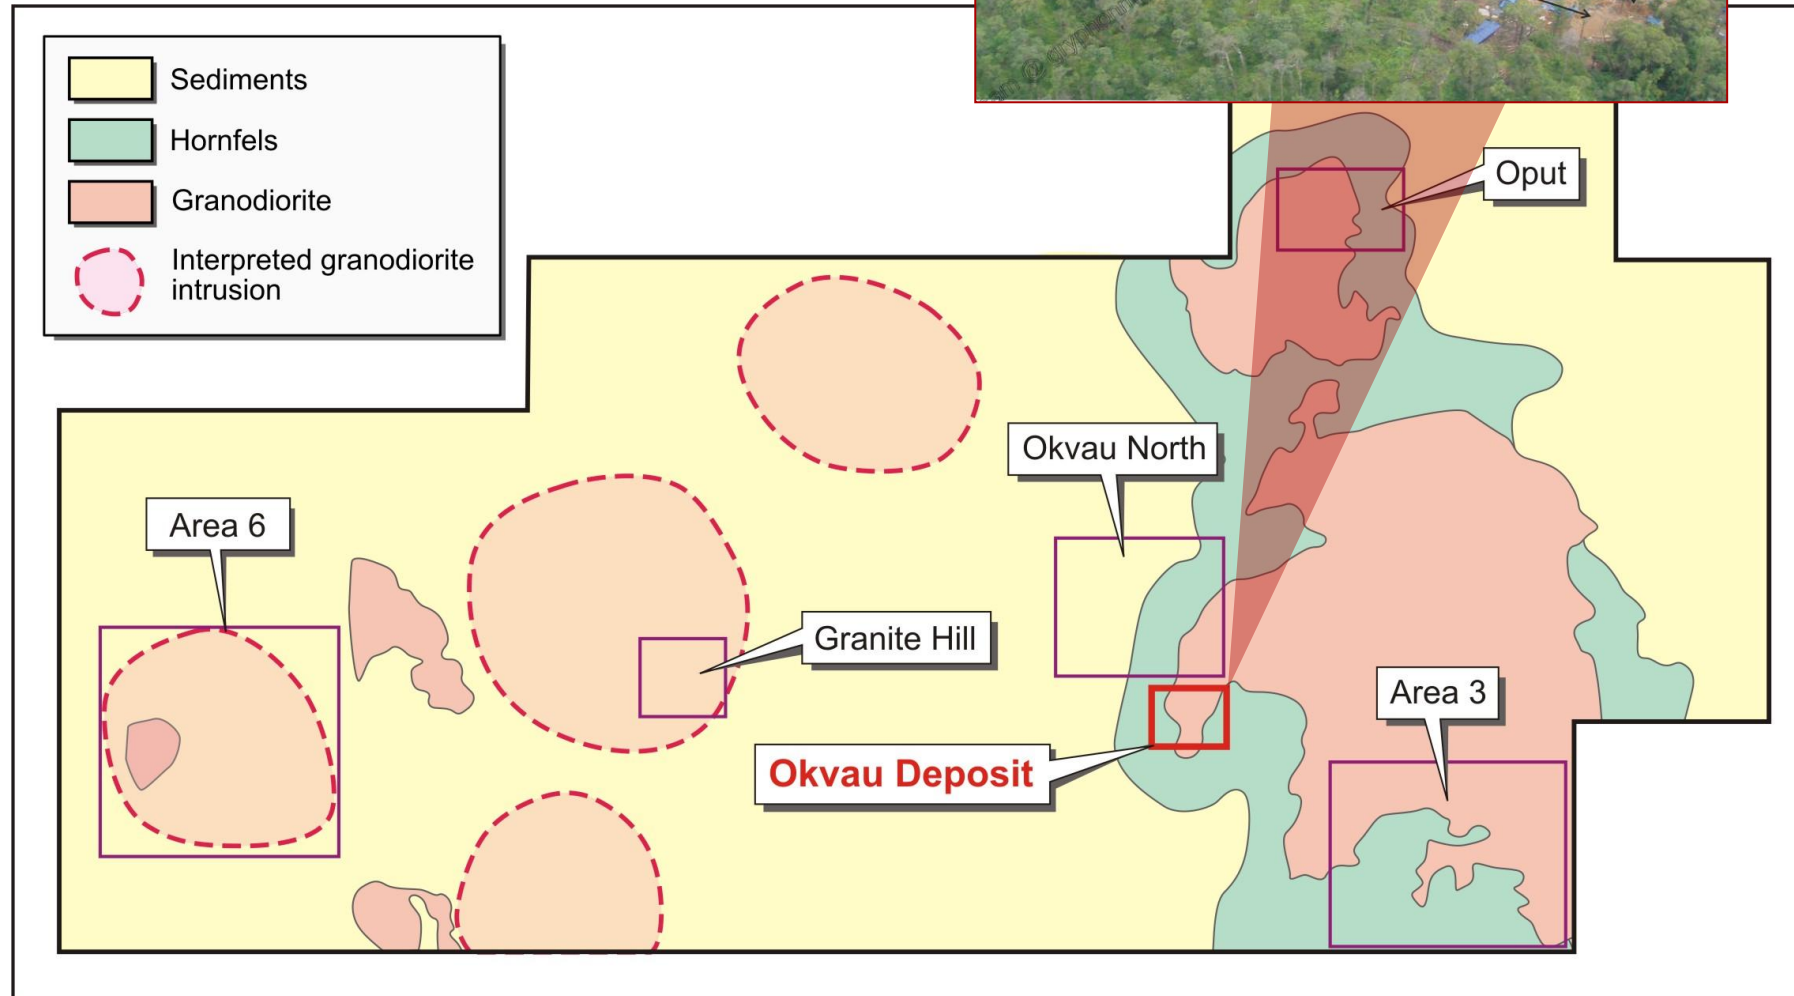 Sediments
Hornfels
Granodiorite
Interpreted granodiorite
intrusion
Oput
Okvau North
Area 6
Granite Hill
Area 3
Okvau Deposit